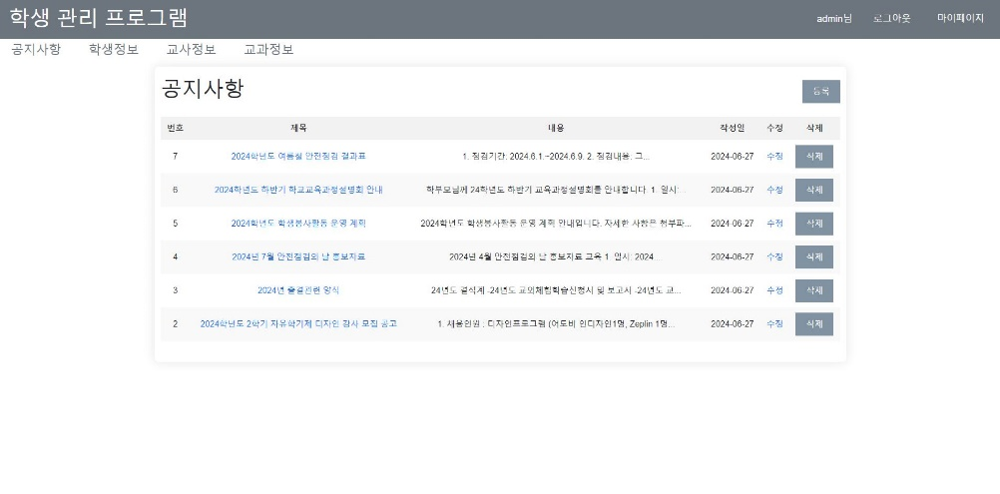 학생 관리 프로그램
admin님 로그아웃 마이페이지
공지사항 학생정보 교사정보 교과정보
공지사항
등록
번호 제목 내용 작성일 수정 삭제
7 2024학년도 여름철 안전점검 결과표 1. 점검기간: 2024.6.1.~2024.6.9. 2. 점검내용: 그... 2024-06-27 수정 삭제
6 2024학년도 하반기 학교교육과정설명회 안내 학부모님께 24학년도 하반기 교육과정설명회를 안내합니다. 1. 일시:... 2024-06-27 수정 삭제
5 2024학년도 학생봉사활동 운영 계획 2024학년도 학생봉사활동 운영 계획 안내입니다. 자세한 사항은 첨부파... 2024-06-27 수정 삭제
4 2024년 7월 안전점검의 날 홍보자료 2024년 4월 안전점검의 날 홍보자료 교육 1. 일시: 2024... 2024-06-27 수정 삭제
3 2024년 출결관련 양식 24년도 결석계 -24년도 교외체험학습신청서 및 보고서 -24년도 교... 2024-06-27 수정 삭제
2 2024학년도 2학기 자유학기제 디자인 강사 모집 공고 1. 채용인원 : 디자인프로그램 (어도비 인디자인1명, Zeplin 1명... 2024-06-27 수정 삭제